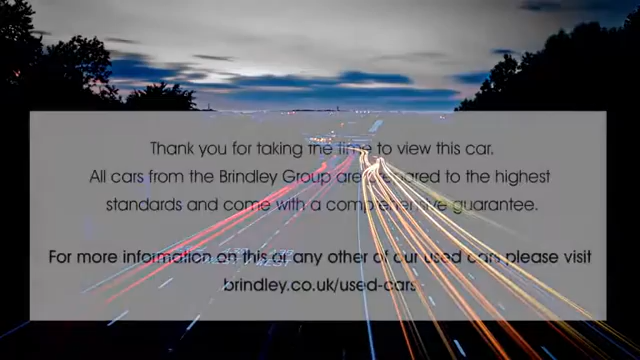 Thank you for taking the time to view this car.
All cars from the Brindley Group are prepared to the highest
standards and come with a comprehensive guarantee.
For more information on this or any other of our used cars please visit
brindley.co.uk/used-cars